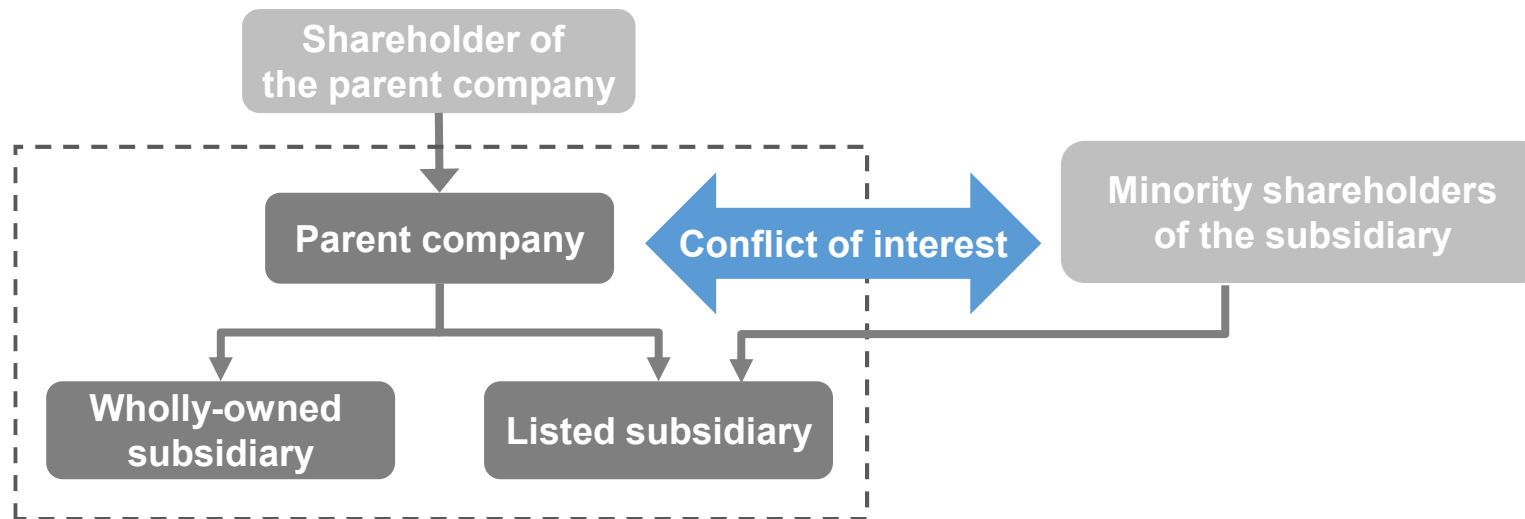 Shareholder of
the parent company
Parent company
Conflict of interest
Minority shareholders
of the subsidiary
Wholly-owned
subsidiary
Listed subsidiary